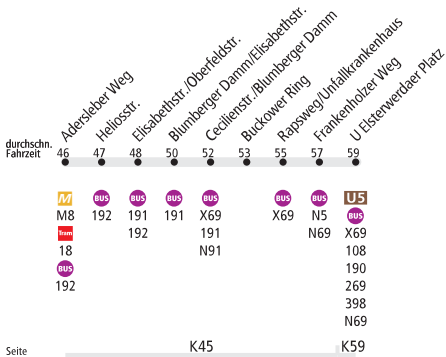 Adersleber Weg
Heliosstr.
Elisabethstr./Oberfeldstr.
Blumberger Damm/Elisabethstr.
Cecilienstr./Blumberger Damm
Buckower Ring
Rapsweg/Unfallkrankenhaus
Frankenholzer Weg
U Elsterwerdaer Platz
durchschn.
Fahrzeit 46 47 48 50 52 53 55 57 59
M BUS BUS BUS BUS BUS BUS U5
M8 192 191 191 X69 X69 N5 BUS
Tram 192 191 N69 X69
18 N91 108
BUS 190
192 269
398
N69
Seite K45 K59